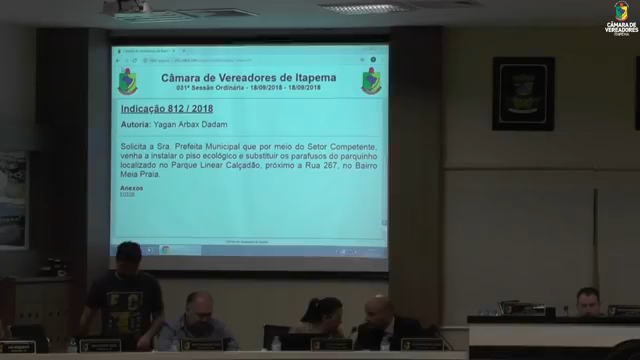 CÂMARA DE
VEREADORES
ITAPEMA
Câmara de Vereadores de Itapema
031ª Sessão Ordinária - 18/09/2018 - 18/09/2018
Indicação 812 / 2018
Autoria: Yagan Arbax Dadam
Solicita a Sra. Prefeita Municipal que por meio do Setor Competente,
venha a instalar o piso ecológico e substituir os parafusos do parquinho
localizado no Parque Linear Calçadão, próximo a Rua 267, no Bairro
Meia Praia.
Anexos